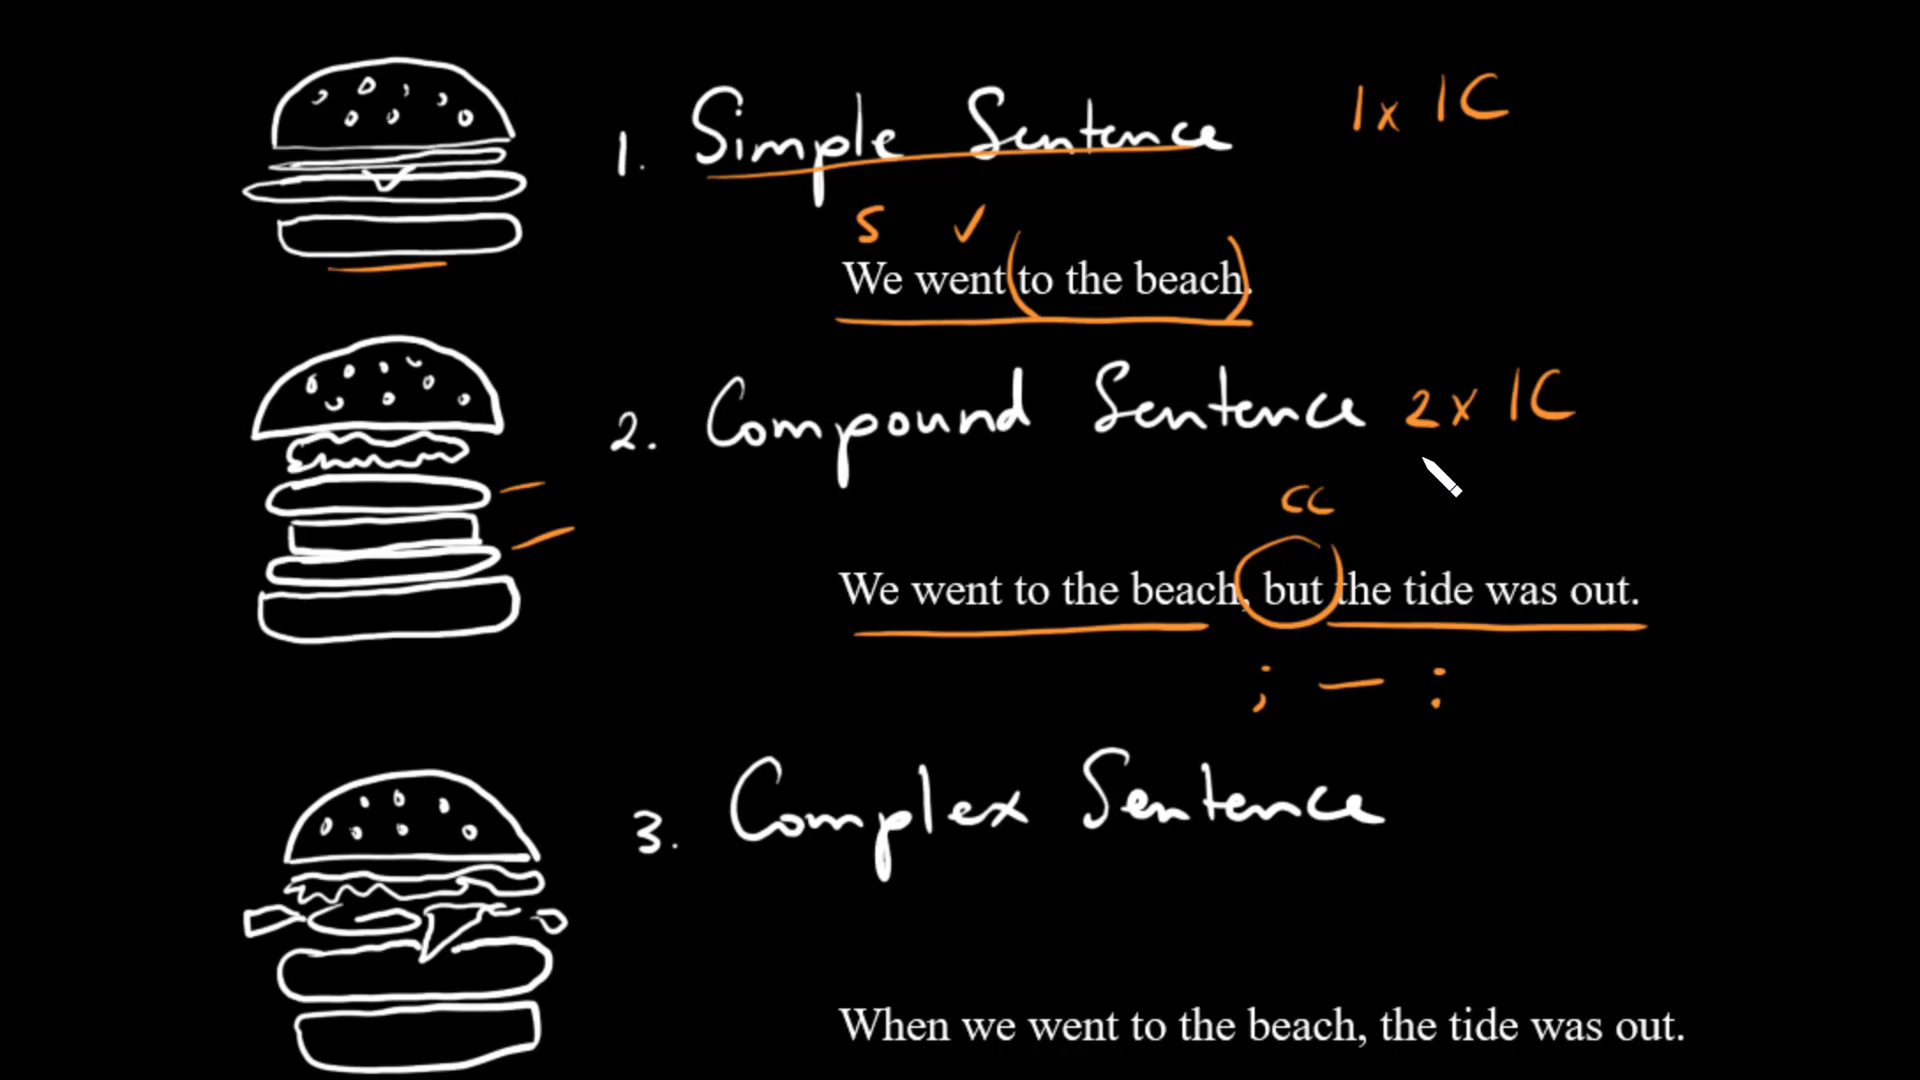 1. Simple Sentence 1x IC
S V
We went to the beach.
2. Compound Sentence 2x IC
CC
We went to the beach, but the tide was out.
; — :
3. Complex Sentence
When we went to the beach, the tide was out.